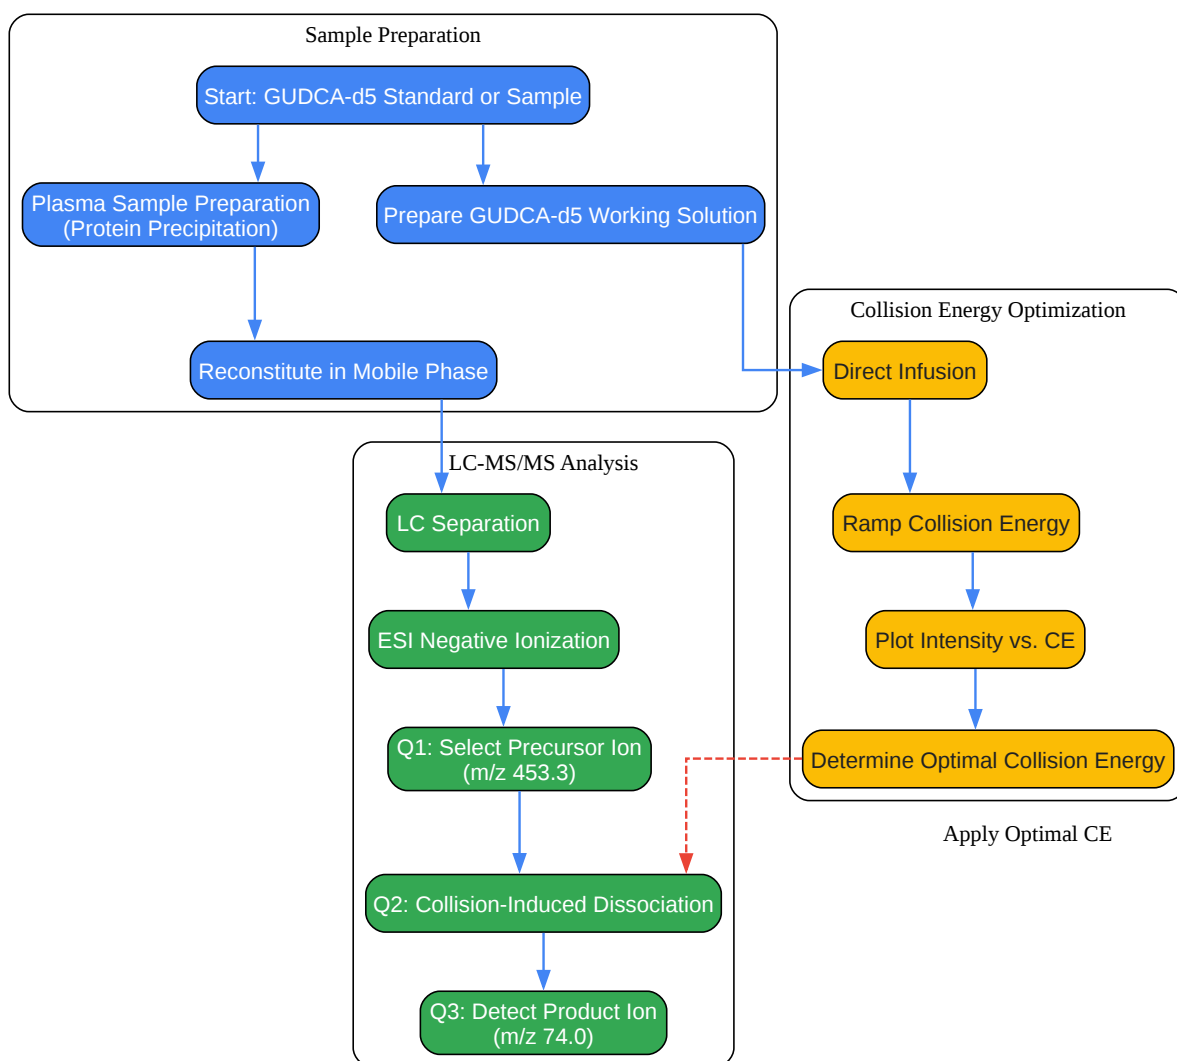 Sample Preparation
Start: GUDCA-d5 Standard or Sample
Plasma Sample Preparation
(Protein Precipitation)
Prepare GUDCA-d5 Working Solution
Reconstitute in Mobile Phase
Collision Energy Optimization
Direct Infusion
Ramp Collision Energy
Plot Intensity vs. CE
Determine Optimal Collision Energy
Apply Optimal CE
LC-MS/MS Analysis
LC Separation
ESI Negative Ionization
Q1: Select Precursor Ion
(m/z 453.3)
Q2: Collision-Induced Dissociation
Q3: Detect Product Ion
(m/z 74.0)